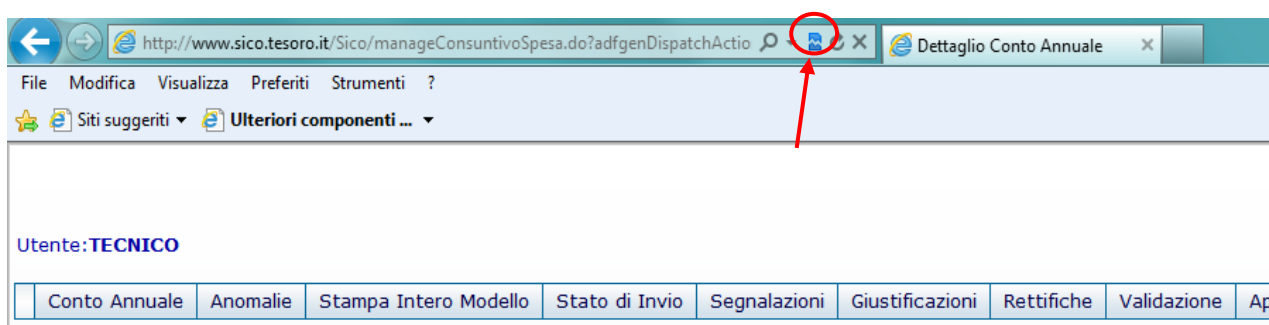 http://www.sico.tesoro.it/Sico/manageConsuntivoSpesa.do?adfgenDispatchActio
Dettaglio Conto Annuale
File Modifica Visualizza Preferiti Strumenti ?
Siti suggeriti Ulteriori componenti ...
Utente:TECNICO
Conto Annuale Anomalie Stampa Intero Modello Stato di Invio Segnalazioni Giustificazioni Rettifiche Validazione Ap